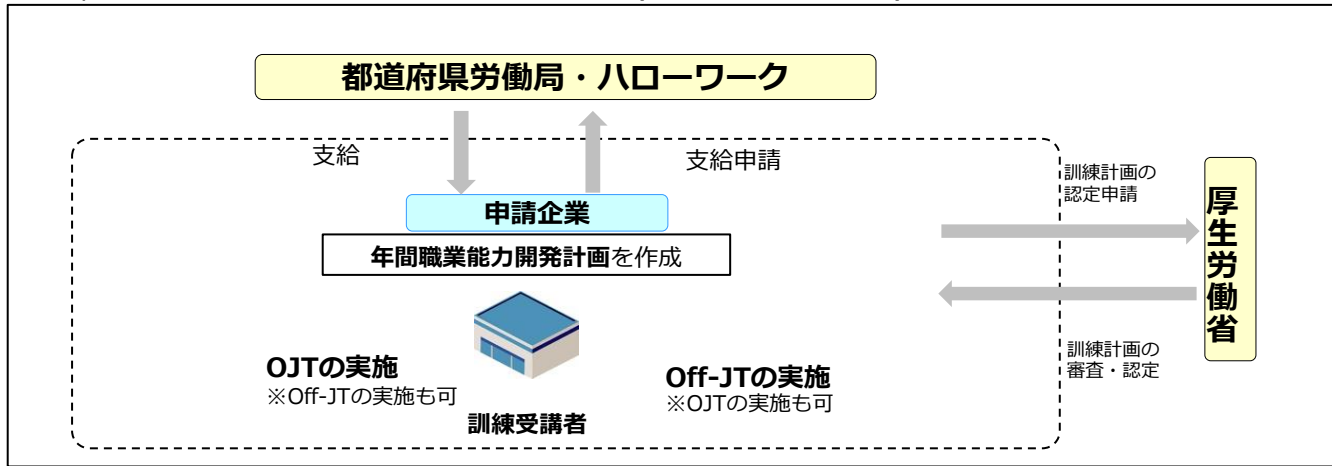 都道府県労働局・ハローワーク
支給
支給申請
訓練計画の
認定申請
申請企業
年間職業能力開発計画を作成
厚生労働省
OJTの実施
※Off-JTの実施も可
Off-JTの実施
※OJTの実施も可
訓練計画の
審査・認定
訓練受講者